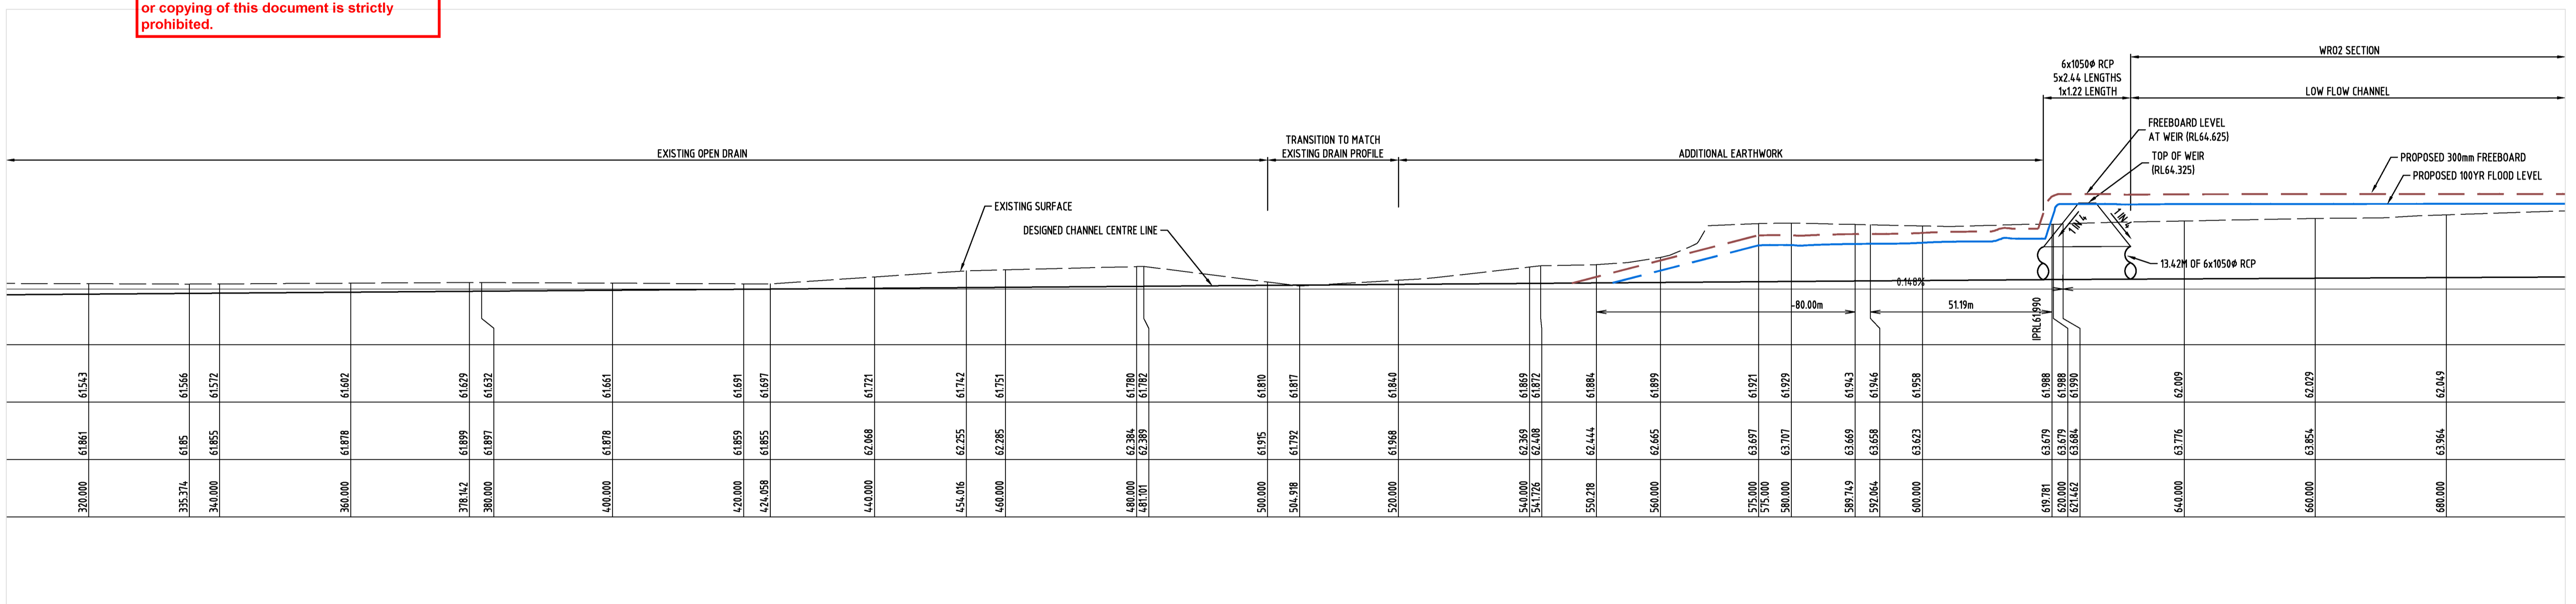 or copying of this document is strictly
prohibited.
WRO2 SECTION
6x1050Ø RCP
5x2.44 LENGTHS
1x1.22 LENGTH
LOW FLOW CHANNEL
FREEBOARD LEVEL
AT WEIR (RL64.625)
TRANSITION TO MATCH
EXISTING DRAIN PROFILE
EXISTING OPEN DRAIN
ADDITIONAL EARTHWORK
TOP OF WEIR
(RL64.325)
PROPOSED 300mm FREEBOARD
PROPOSED 100YR FLOOD LEVEL
EXISTING SURFACE
DESIGNED CHANNEL CENTRE LINE
1 IN 4
1 IN 4
13.42M OF 6x1050Ø RCP
0.148%
80.00m
51.19m
IPRL61.990
61.543 61.566 61.572 61.602 61.629 61.632 61.661 61.691 61.697 61.721 61.742 61.751 61.780 61.782 61.810 61.817 61.840 61.869 61.872 61.884 61.899 61.921 61.929 61.943 61.946 61.958 61.988 61.988 61.990 62.009 62.029 62.049
61.861 61.85 61.855 61.878 61.899 61.897 61.878 61.859 61.855 62.068 62.255 62.285 62.384 62.389 61.915 61.792 61.968 62.369 62.408 62.444 62.665 63.697 63.707 63.669 63.658 63.623 63.679 63.679 63.684 63.776 63.854 63.964
320.000 335.374 340.000 360.000 378.142 380.000 400.000 420.000 424.058 440.000 454.016 460.000 480.000 481.101 500.000 504.918 520.000 540.000 541.726 550.218 560.000 575.000 575.000 580.000 589.749 592.064 600.000 619.781 620.000 621.462 640.000 660.000 680.000